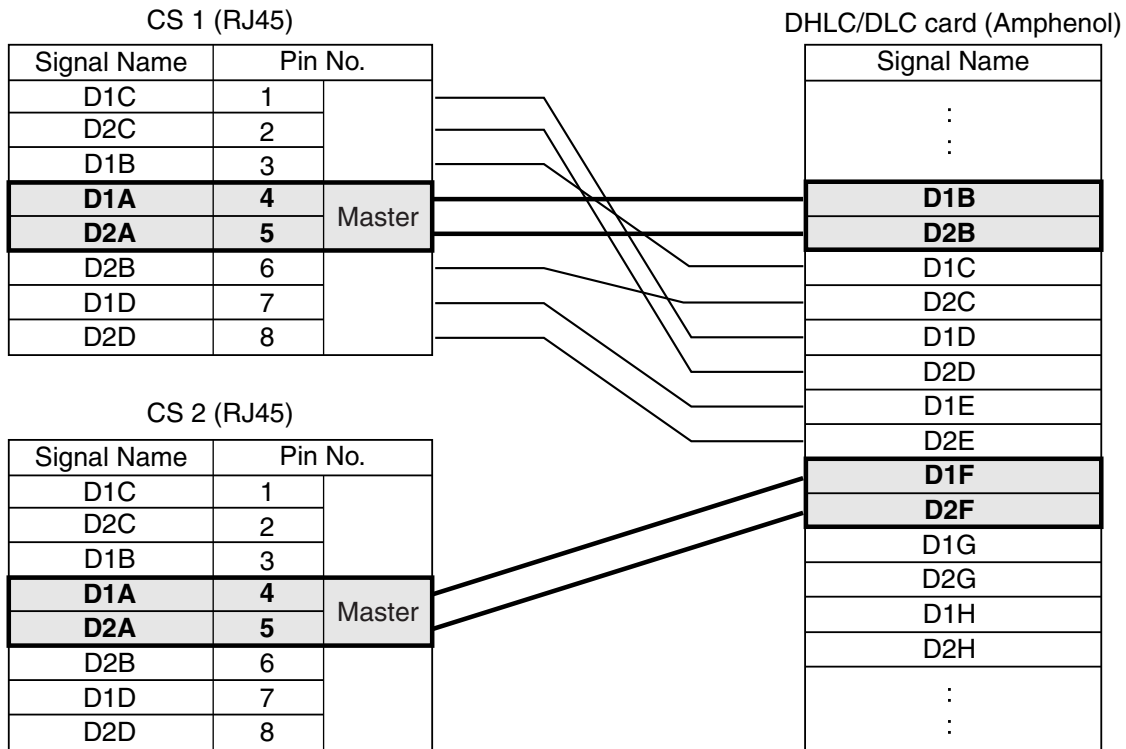 CS 1 (RJ45)
Signal Name Pin No.
D1C 1
D2C 2
D1B 3
D1A 4
Master
D2A 5
D2B 6
D1D 7
D2D 8
CS 2 (RJ45)
Signal Name Pin No.
D1C 1
D2C 2
D1B 3
D1A 4
Master
D2A 5
D2B 6
D1D 7
D2D 8
DHLC/DLC card (Amphenol)
Signal Name
:
:
D1B
D2B
D1C
D2C
D1D
D2D
D1E
D2E
D1F
D2F
D1G
D2G
D1H
D2H
:
: